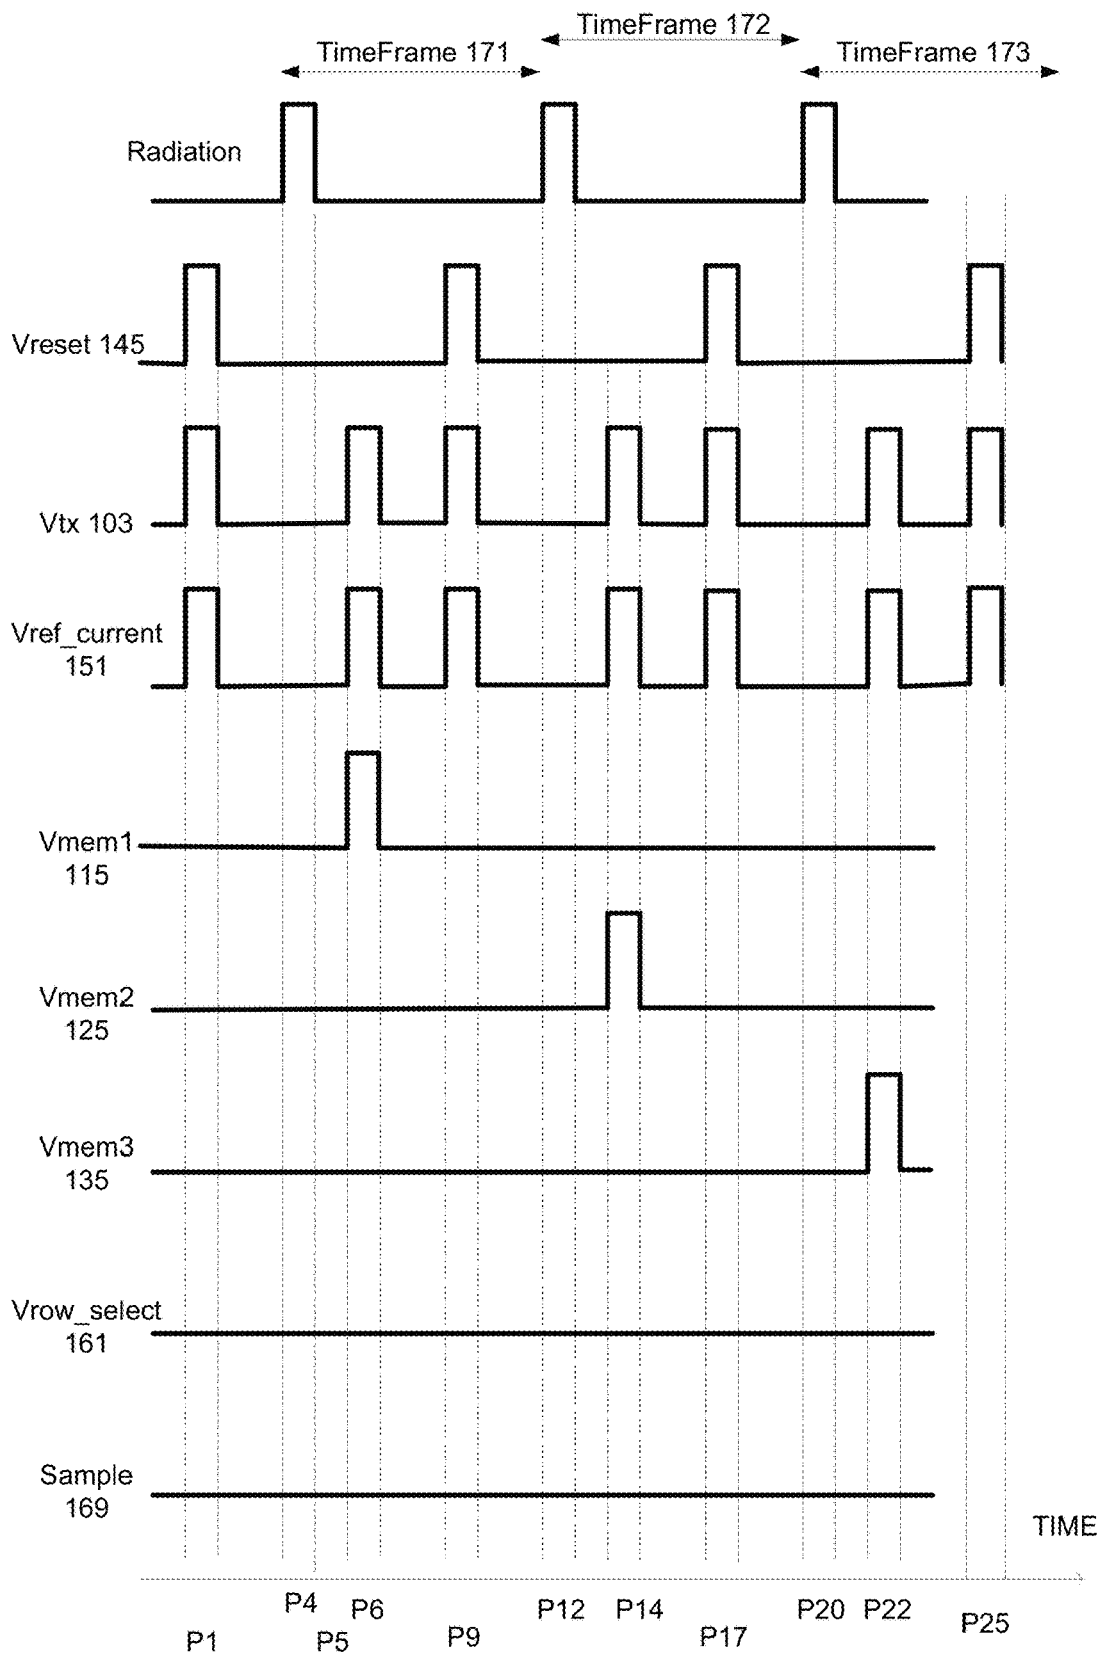 TimeFrame 172
TimeFrame 171
TimeFrame 173
Radiation
Vreset 145
Vtx 103
Vref_current
151
Vmem1
115
Vmem2
125
Vmem3
135
Vrow_select
161
Sample
169
TIME
P4
P6
P12
P14
P20
P22
P25
P1
P5
P9
P17